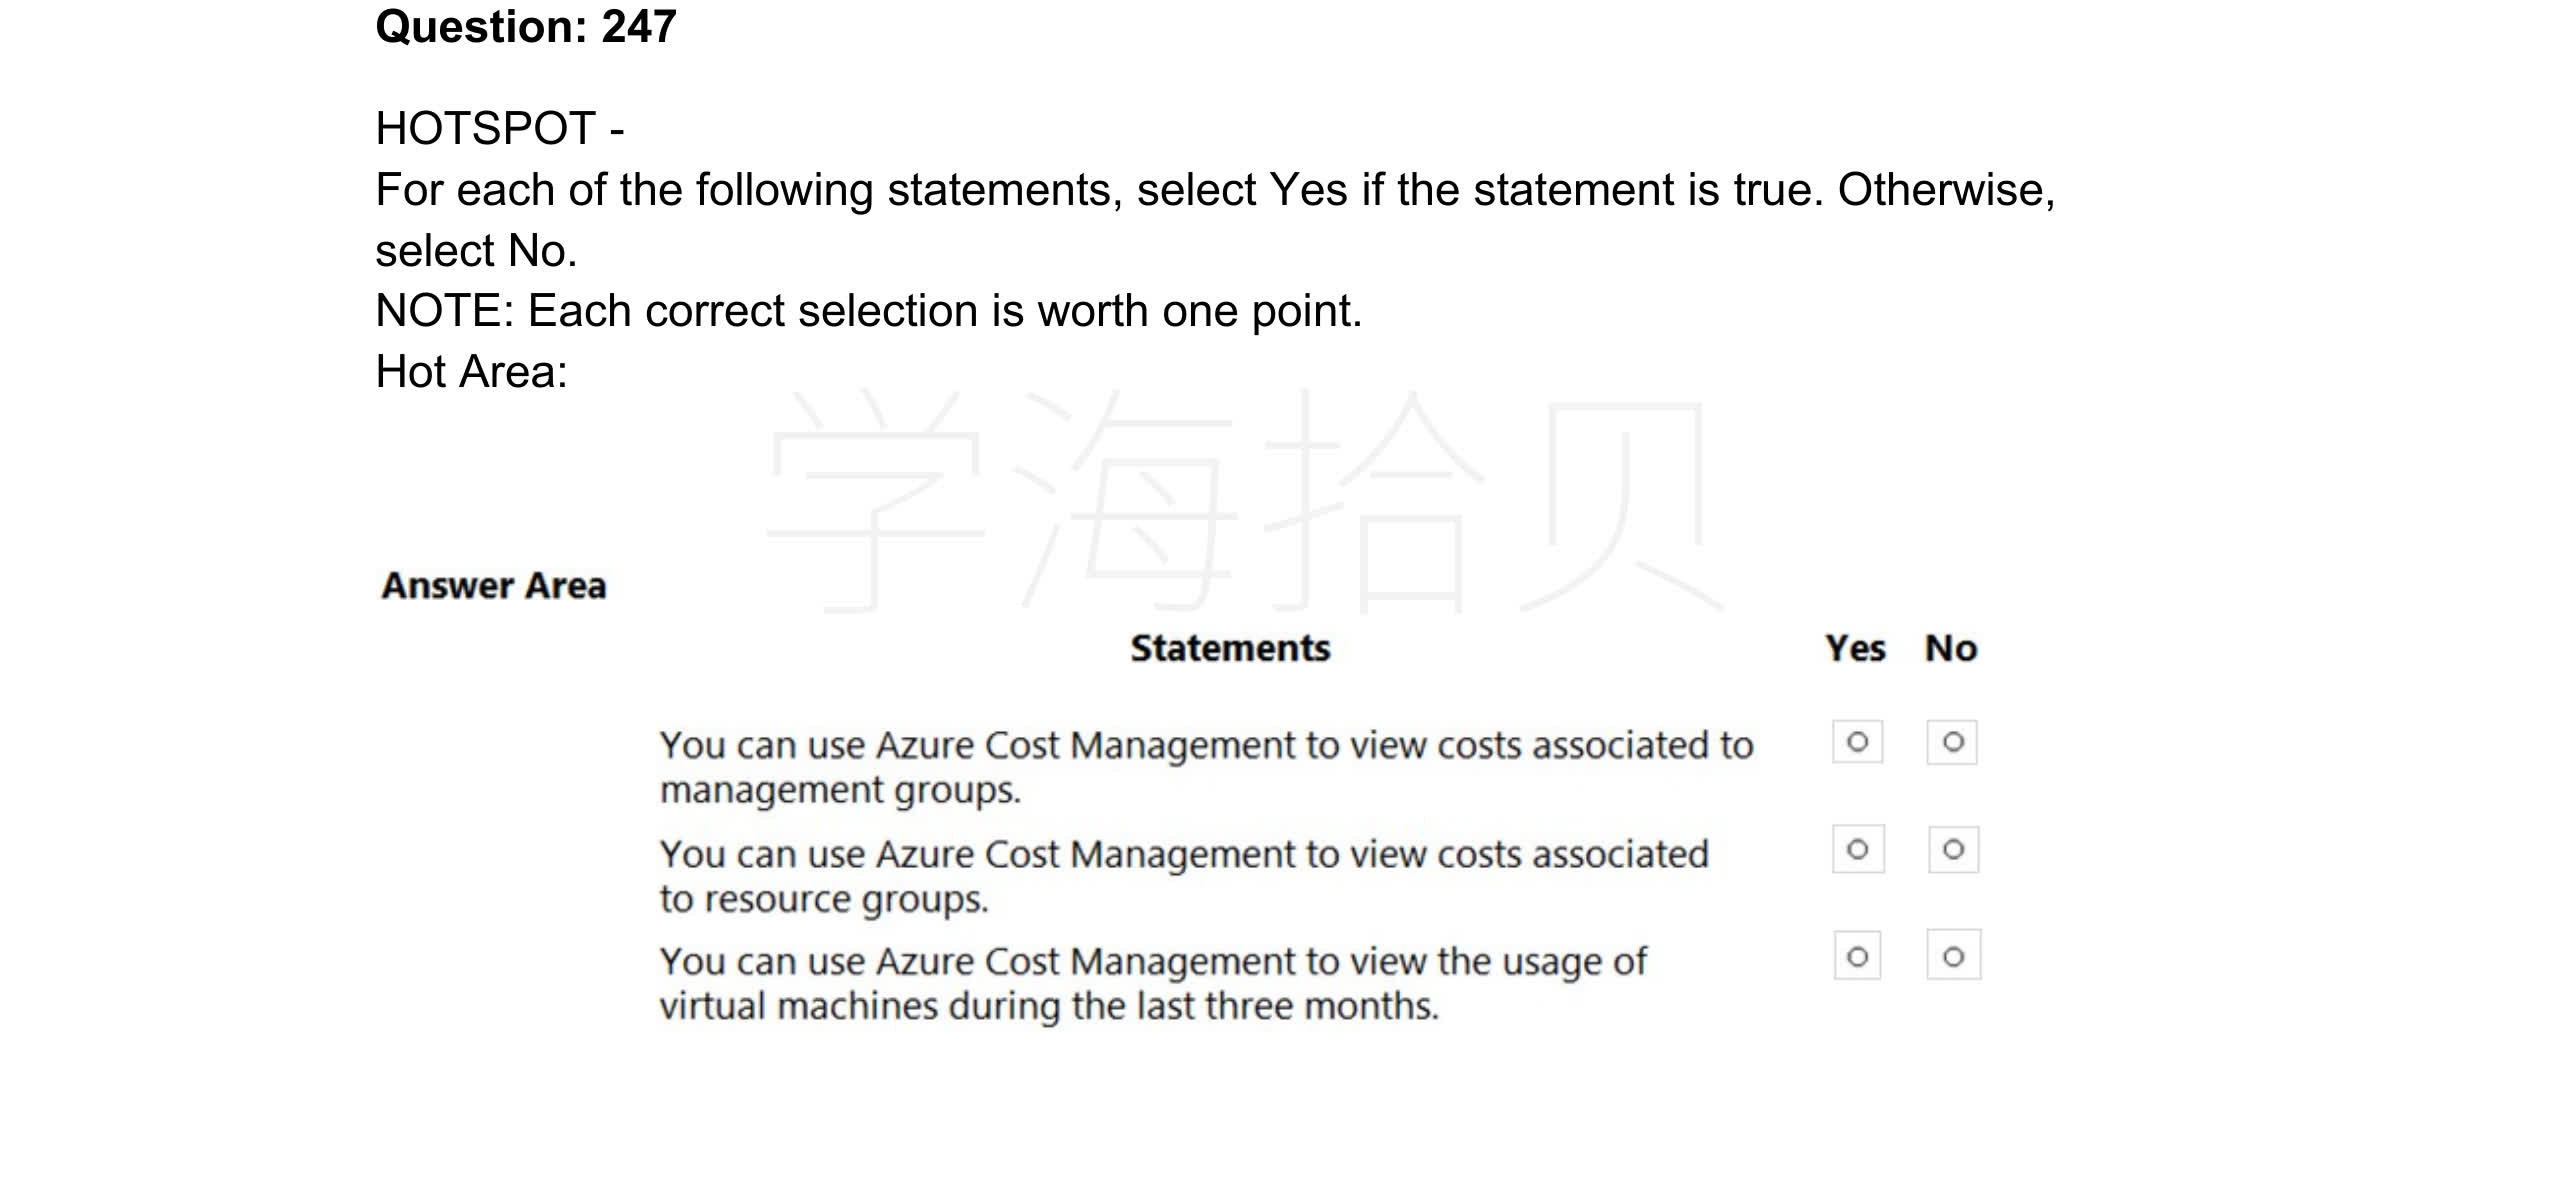 Question: 247
HOTSPOT -
For each of the following statements, select Yes if the statement is true. Otherwise,
select No.
NOTE: Each correct selection is worth one point.
Hot Area:
学海拾贝
Answer Area
Statements Yes No
You can use Azure Cost Management to view costs associated to
management groups.
You can use Azure Cost Management to view costs associated
to resource groups.
You can use Azure Cost Management to view the usage of
virtual machines during the last three months.